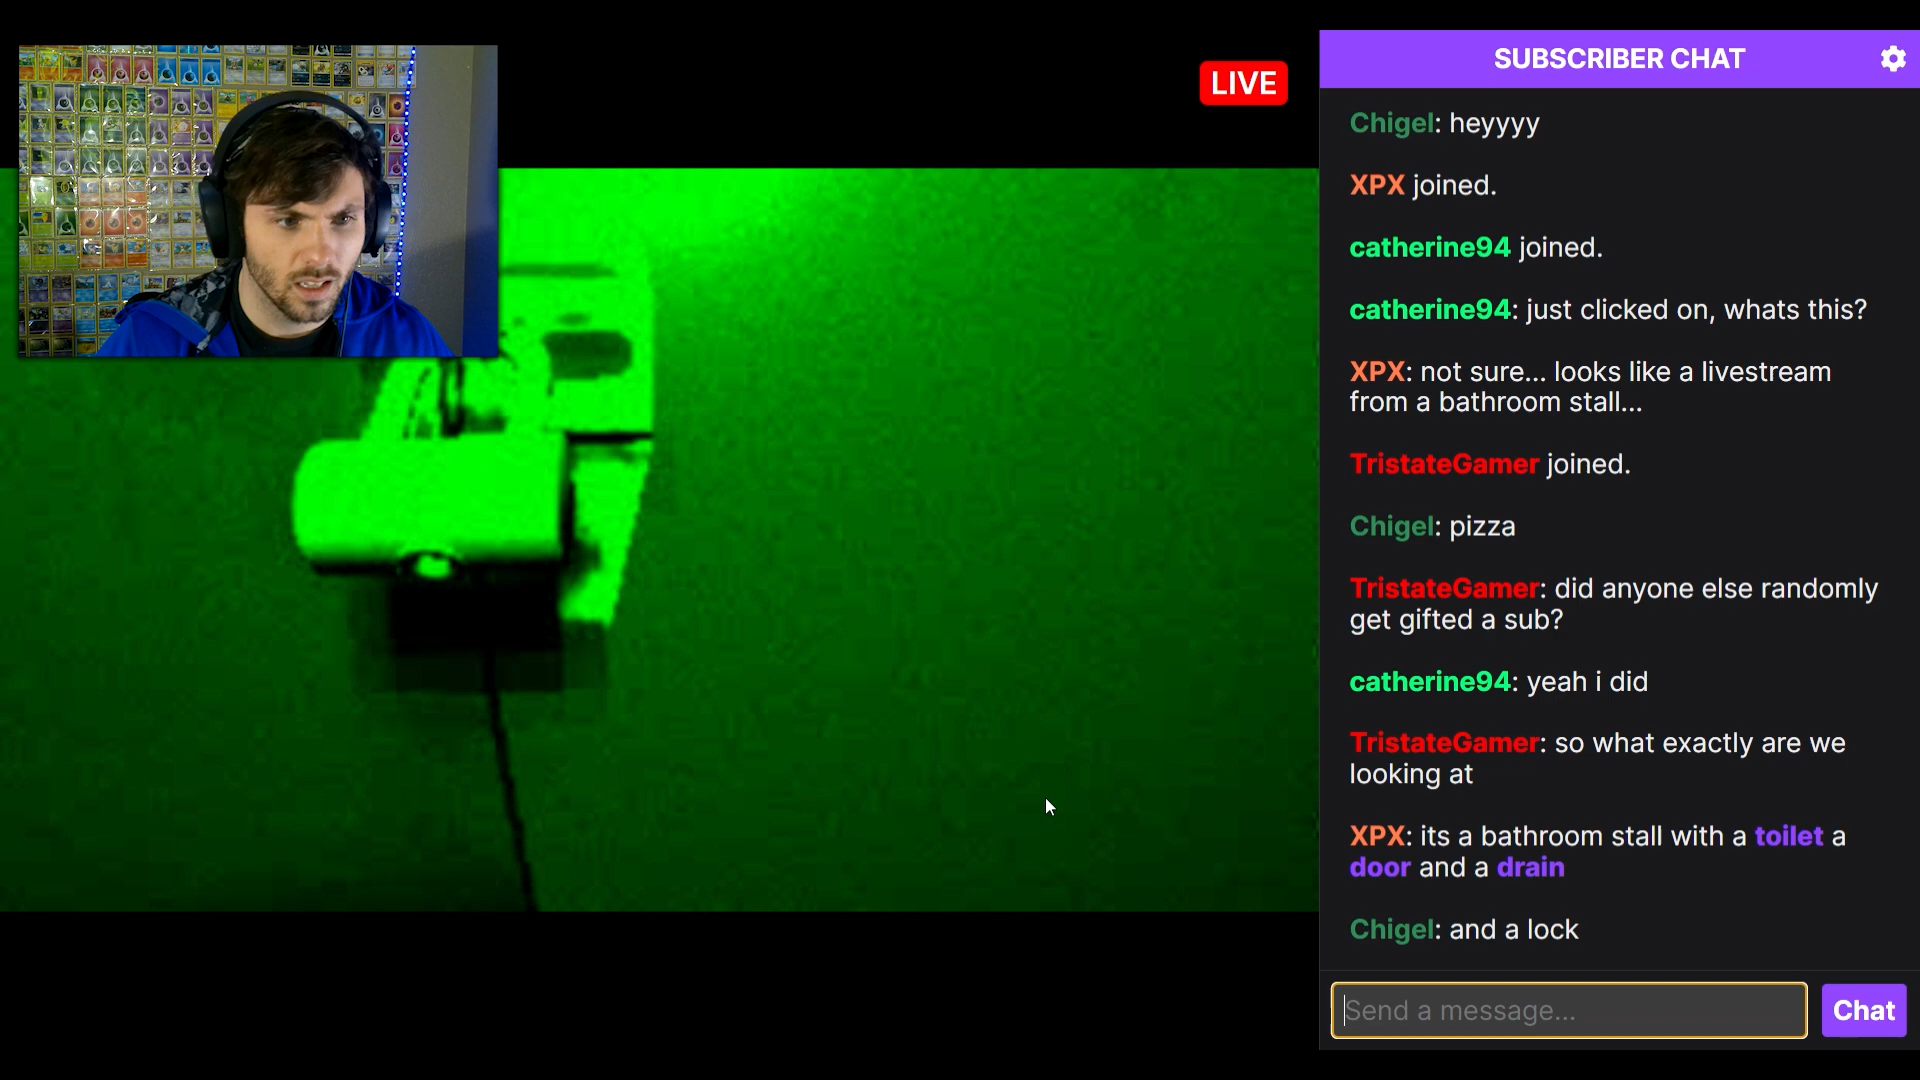 LIVE
SUBSCRIBER CHAT
Chigel: heyyyy
XPX joined.
catherine94 joined.
catherine94: just clicked on, whats this?
XPX: not sure... looks like a livestream
from a bathroom stall...
TristateGamer joined.
Chigel: pizza
TristateGamer: did anyone else randomly
get gifted a sub?
catherine94: yeah i did
TristateGamer: so what exactly are we
looking at
XPX: its a bathroom stall with a toilet a
door and a drain
Chigel: and a lock
Send a message...
Chat